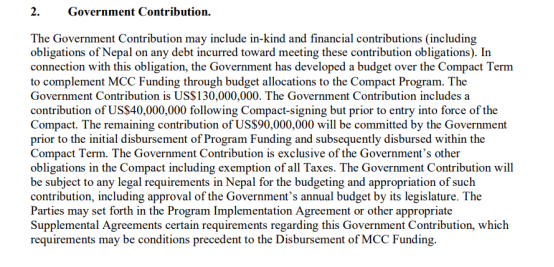 2. Government Contribution.
The Government Contribution may include in-kind and financial contributions (including
obligations of Nepal on any debt incurred toward meeting these contribution obligations). In
connection with this obligation, the Government has developed a budget over the Compact Term
to complement MCC Funding through budget allocations to the Compact Program. The
Government Contribution is US$130,000,000. The Government Contribution includes a
contribution of US$40,000,000 following Compact-signing but prior to entry into force of the
Compact. The remaining contribution of US$90,000,000 will be committed by the Government
prior to the initial disbursement of Program Funding and subsequently disbursed within the
Compact Term. The Government Contribution is exclusive of the Government's other
obligations in the Compact including exemption of all Taxes. The Government Contribution will
be subject to any legal requirements in Nepal for the budgeting and appropriation of such
contribution, including approval of the Government's annual budget by its legislature. The
Parties may set forth in the Program Implementation Agreement or other appropriate
Supplemental Agreements certain requirements regarding this Government Contribution, which
requirements may be conditions precedent to the Disbursement of MCC Funding.